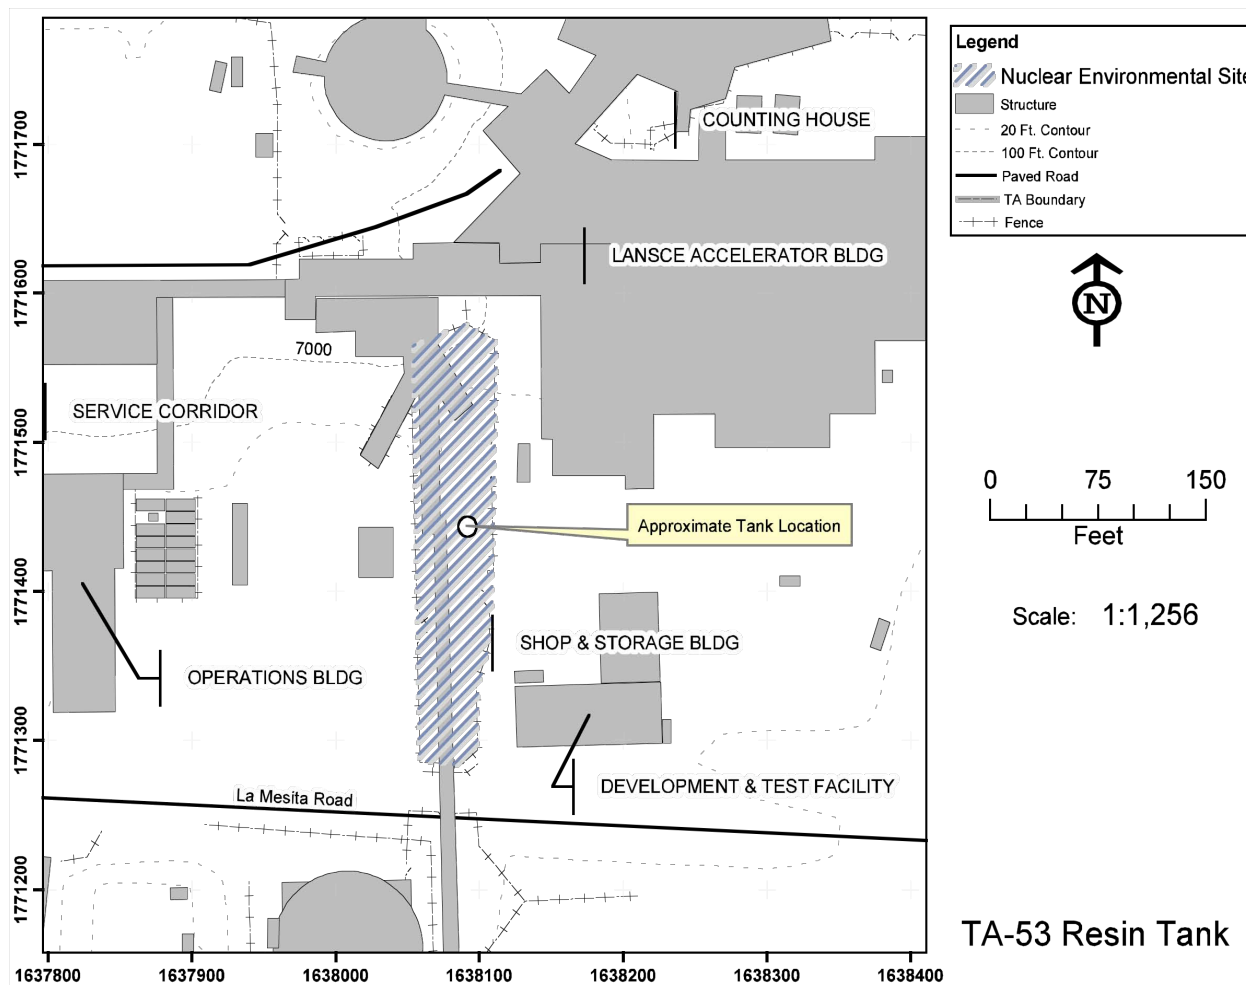 Legend
Nuclear Environmental Site
Structure
20 Ft. Contour
100 Ft. Contour
Paved Road
TA Boundary
Fence
N
0 75 150
Feet
Scale: 1:1,256
TA-53 Resin Tank
COUNTING HOUSE
LANSCE ACCELERATOR BLDG
7000
SERVICE CORRIDOR
Approximate Tank Location
SHOP & STORAGE BLDG
OPERATIONS BLDG
DEVELOPMENT & TEST FACILITY
La Mesita Road
1771700
1771600
1771500
1771400
1771300
1771200
1637800 1637900 1638000 1638100 1638200 1638300 1638400